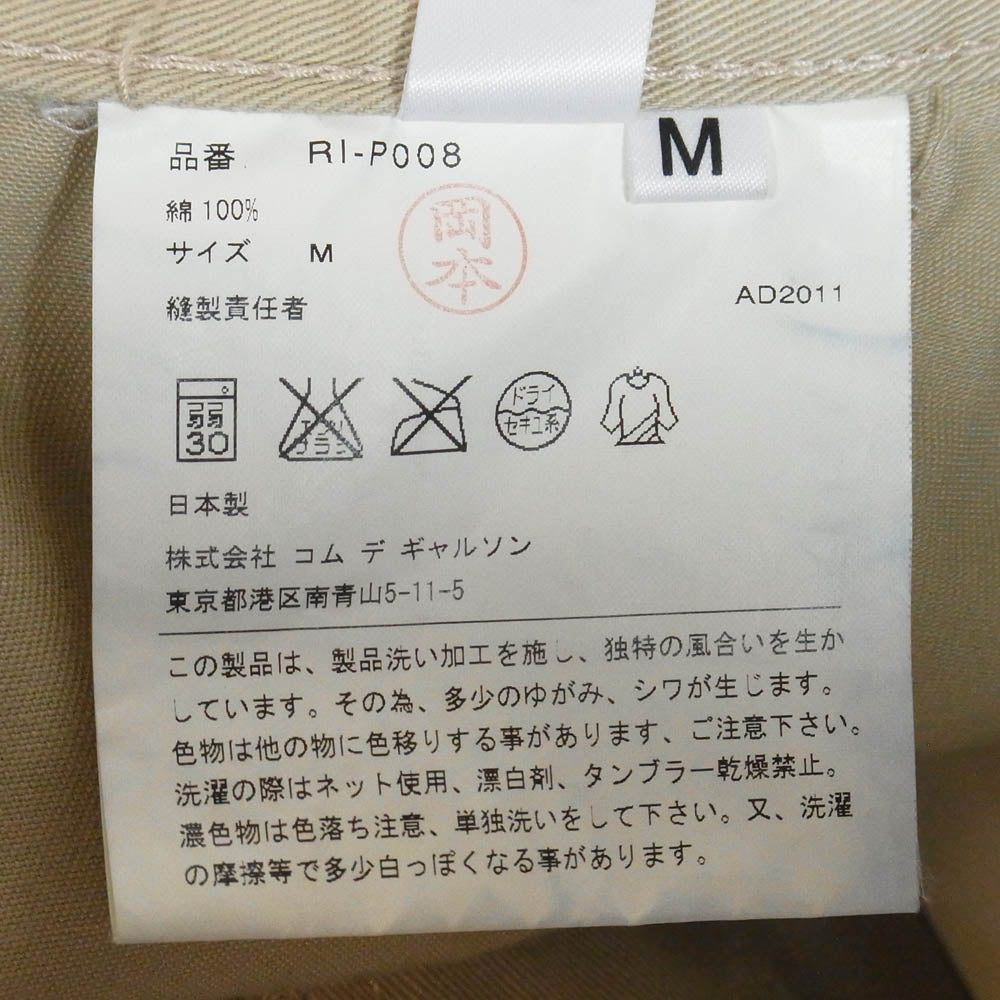 品番 RI-P008
M
綿 100%
サイズ M
岡本
縫製責任者
AD2011
弱
30
エンソ
ブラシ
ドライ
セキユ系
日本製
株式会社 コム デ ギャルソン
東京都港区南青山5-11-5
この製品は、製品洗い加工を施し、独特の風合いを生か
しています。その為、多少のゆがみ、シワが生じます。
色物は他の物に色移りする事があります、ご注意下さい。
洗濯の際はネット使用、漂白剤、タンブラー乾燥禁止。
濃色物は色落ち注意、単独洗いをして下さい。又、洗濯
の摩擦等で多少白っぽくなる事があります。